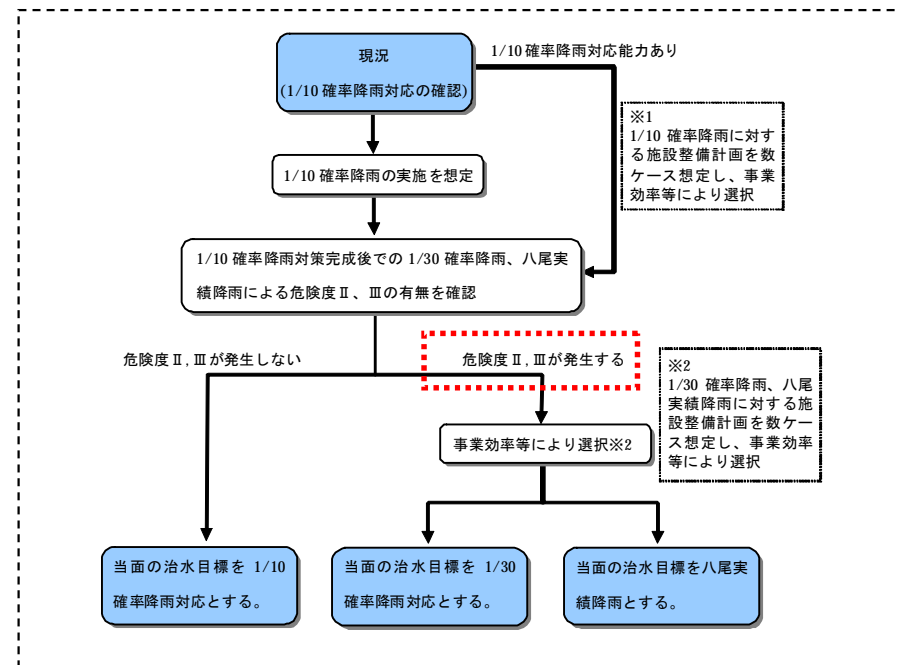 現況
(1/10 確率降雨対応の確認)
1/10 確率降雨対応能力あり
※1
1/10 確率降雨に対
する施設整備計画を数
ケース想定し、事業
効率等により選択
1/10 確率降雨の実施を想定
1/10 確率降雨対策完成後での 1/30 確率降雨、八尾実
績降雨による危険度Ⅱ、Ⅲの有無を確認
危険度Ⅱ,Ⅲが発生しない
危険度Ⅱ,Ⅲが発生する
※2
1/30 確率降雨、八尾
実績降雨に対する施
設整備計画を数ケー
ス想定し、事業効率
等により選択
事業効率等により選択※2
当面の治水目標を 1/10
確率降雨対応とする。
当面の治水目標を 1/30
確率降雨対応とする。
当面の治水目標を八尾実
績降雨とする。